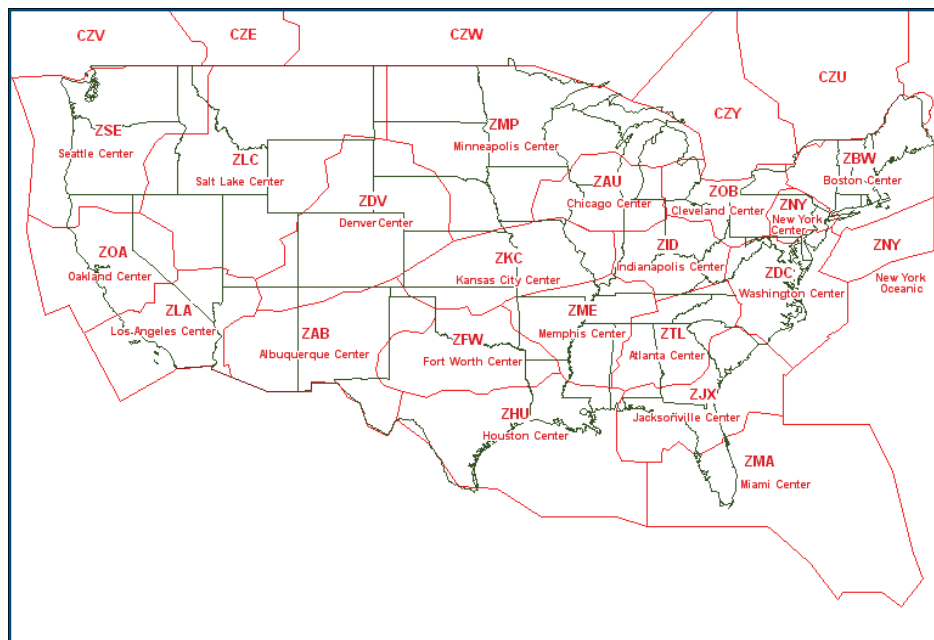 CZV
CZE
CZW
CZU
CZY
ZSE
Seattle Center
ZLC
Salt Lake Center
ZMP
Minneapolis Center
ZBW
Boston Center
ZAU
Chicago Center
ZOB
Cleveland Center
ZDV
Denver Center
ZNY
New York
Center
ZNY
New York
Oceanic
ZOA
Oakland Center
ZKC
Kansas City Center
ZID
Indianapolis Center
ZDC
Washington Center
ZLA
Los-Angeles Center
ZAB
Albuquerque Center
ZFW
Fort Worth Center
ZME
Memphis Center
ZTL
Atlanta Center
ZJX
Jacksonville Center
ZHU
Houston Center
ZMA
Miami Center